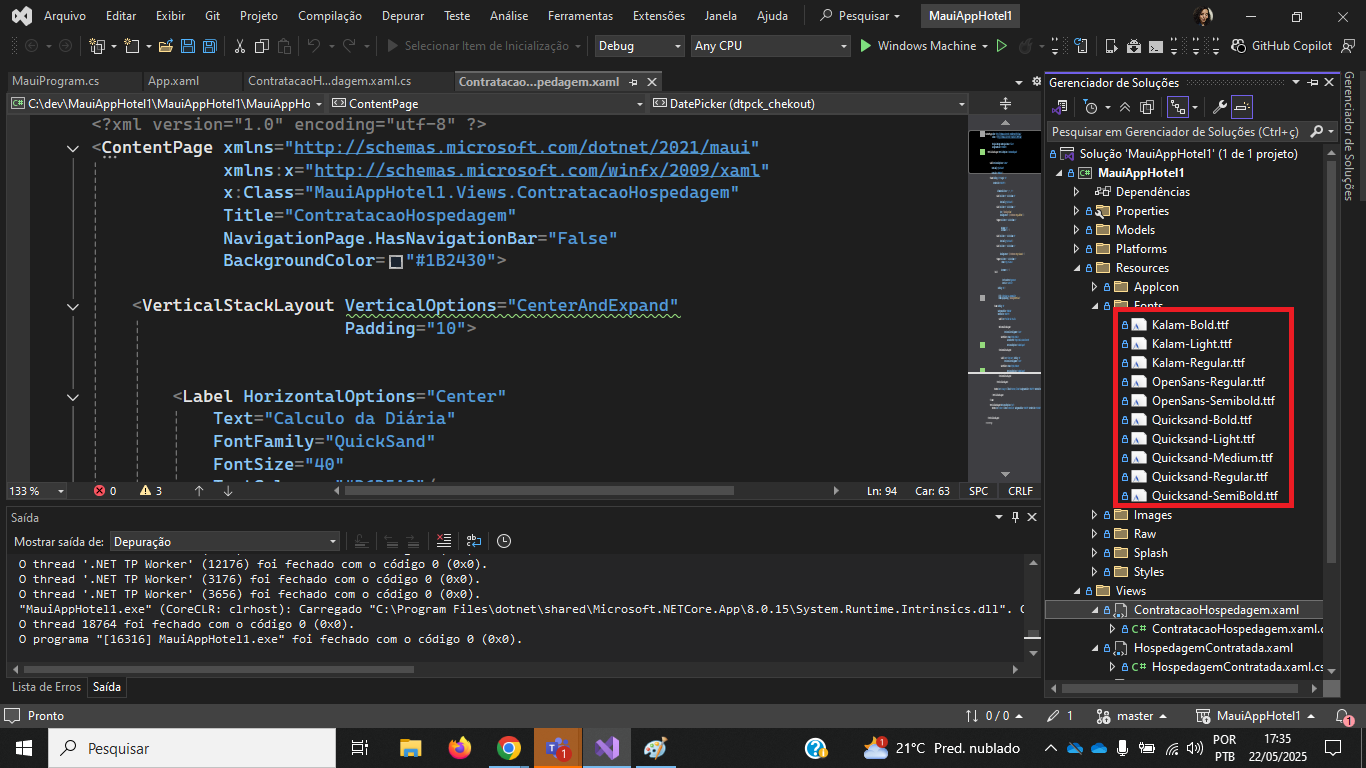 Arquivo Editar Exibir Git Projeto Compilação Depurar Teste Análise Ferramentas Extensões Janela Ajuda Pesquisar MauiAppHotel1
Selecionar Item de Inicialização Debug Any CPU Windows Machine GitHub Copilot
MauiProgram.cs App.xaml ContratacaoH...dagem.xaml.cs Contratacao...pedagem.xaml
C:\dev\MauiAppHotel1\MauiAppHotel1\MauiAppHo ContentPage DatePicker (dtpck_chekout)
<?xml version="1.0" encoding="utf-8" ?>
<ContentPage xmlns="http://schemas.microsoft.com/dotnet/2021/maui"
xmlns:x="http://schemas.microsoft.com/winfx/2009/xaml"
x:Class="MauiAppHotel1.Views.ContratacaoHospedagem"
Title="ContratacaoHospedagem"
NavigationPage.HasNavigationBar="False"
BackgroundColor="#1B2430">
<VerticalStackLayout VerticalOptions="CenterAndExpand"
Padding="10">
<Label HorizontalOptions="Center"
Text="Calculo da Diária"
FontFamily="QuickSand"
FontSize="40"
133 % 0 3 Ln: 94 Car: 63 SPC CRLF
Saída
Mostrar saída de: Depuração
O thread '.NET TP Worker' (12176) foi fechado com o código 0 (0x0).
O thread '.NET TP Worker' (3176) foi fechado com o código 0 (0x0).
O thread '.NET TP Worker' (3656) foi fechado com o código 0 (0x0).
"MauiAppHotel1.exe" (CoreCLR: clrhost): Carregado "C:\Program Files\dotnet\shared\Microsoft.NETCore.App\8.0.15\System.Runtime.Intrinsics.dll".
O thread 18764 foi fechado com o código 0 (0x0).
O programa "[16316] MauiAppHotel1.exe" foi fechado com o código 0 (0x0).
Lista de Erros Saída
Gerenciador de Soluções
Pesquisar em Gerenciador de Soluções (Ctrl+ç)
Solução 'MauiAppHotel1' (1 de 1 projeto)
MauiAppHotel1
Dependências
Properties
Models
Platforms
Resources
AppIcon
Fonts
Kalam-Bold.ttf
Kalam-Light.ttf
Kalam-Regular.ttf
OpenSans-Regular.ttf
OpenSans-Semibold.ttf
Quicksand-Bold.ttf
Quicksand-Light.ttf
Quicksand-Medium.ttf
Quicksand-Regular.ttf
Quicksand-SemiBold.ttf
Images
Raw
Splash
Styles
Views
ContratacaoHospedagem.xaml
C# ContratacaoHospedagem.xaml.c
HospedagemContratada.xaml
C# HospedagemContratada.xaml.cs
Gerenciador de Soluções
Pronto 0 / 0 1 master MauiAppHotel1 1
Pesquisar 1 1 21°C Pred. nublado POR 17:35
PTB 22/05/2025